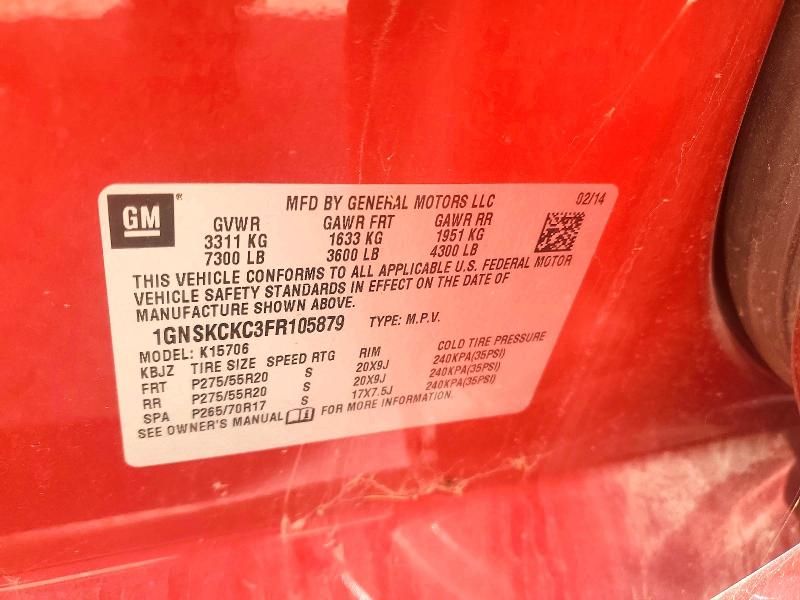 GM® MFD BY GENERAL MOTORS LLC 02/14
GVWR GAWR FRT GAWR RR
3311 KG 1633 KG 1951 KG
7300 LB 3600 LB 4300 LB
THIS VEHICLE CONFORMS TO ALL APPLICABLE U.S. FEDERAL MOTOR
VEHICLE SAFETY STANDARDS IN EFFECT ON THE DATE OF
MANUFACTURE SHOWN ABOVE.
1GNSKCKC3FR105879 TYPE: M.P.V.
MODEL: K15706
KBJZ TIRE SIZE SPEED RTG RIM COLD TIRE PRESSURE
FRT P275/55R20 S 20X9J 240KPA(35PSI)
RR P275/55R20 S 20X9J 240KPA(35PSI)
SPA P265/70R17 S 17X7.5J 240KPA(35PSI)
SEE OWNER'S MANUAL FOR MORE INFORMATION.